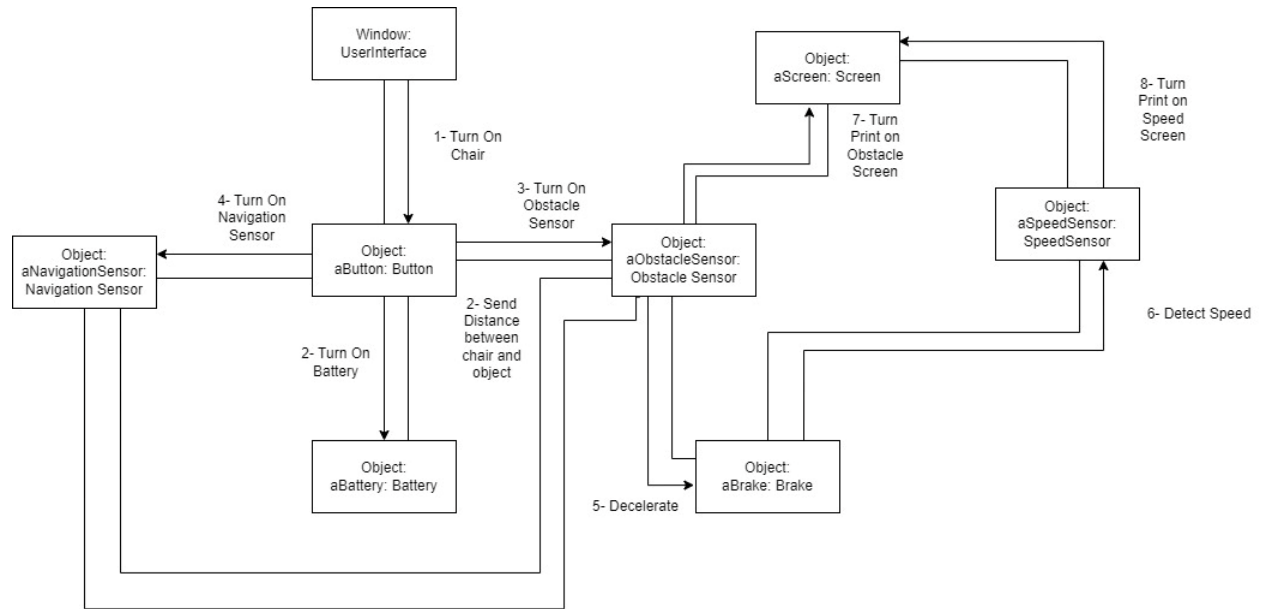 Window:
UserInterface
Object:
aScreen: Screen
8- Turn
Print on
Speed
Screen
7- Turn
Print on
Obstacle
Screen
1- Turn On
Chair
3- Turn On
Obstacle
Sensor
4- Turn On
Navigation
Sensor
Object:
aSpeedSensor:
SpeedSensor
Object:
aNavigationSensor:
Navigation Sensor
Object:
aButton: Button
Object:
aObstacleSensor:
Obstacle Sensor
2- Send
Distance
between
chair and
object
6- Detect Speed
2- Turn On
Battery
Object:
aBattery: Battery
Object:
aBrake: Brake
5- Decelerate